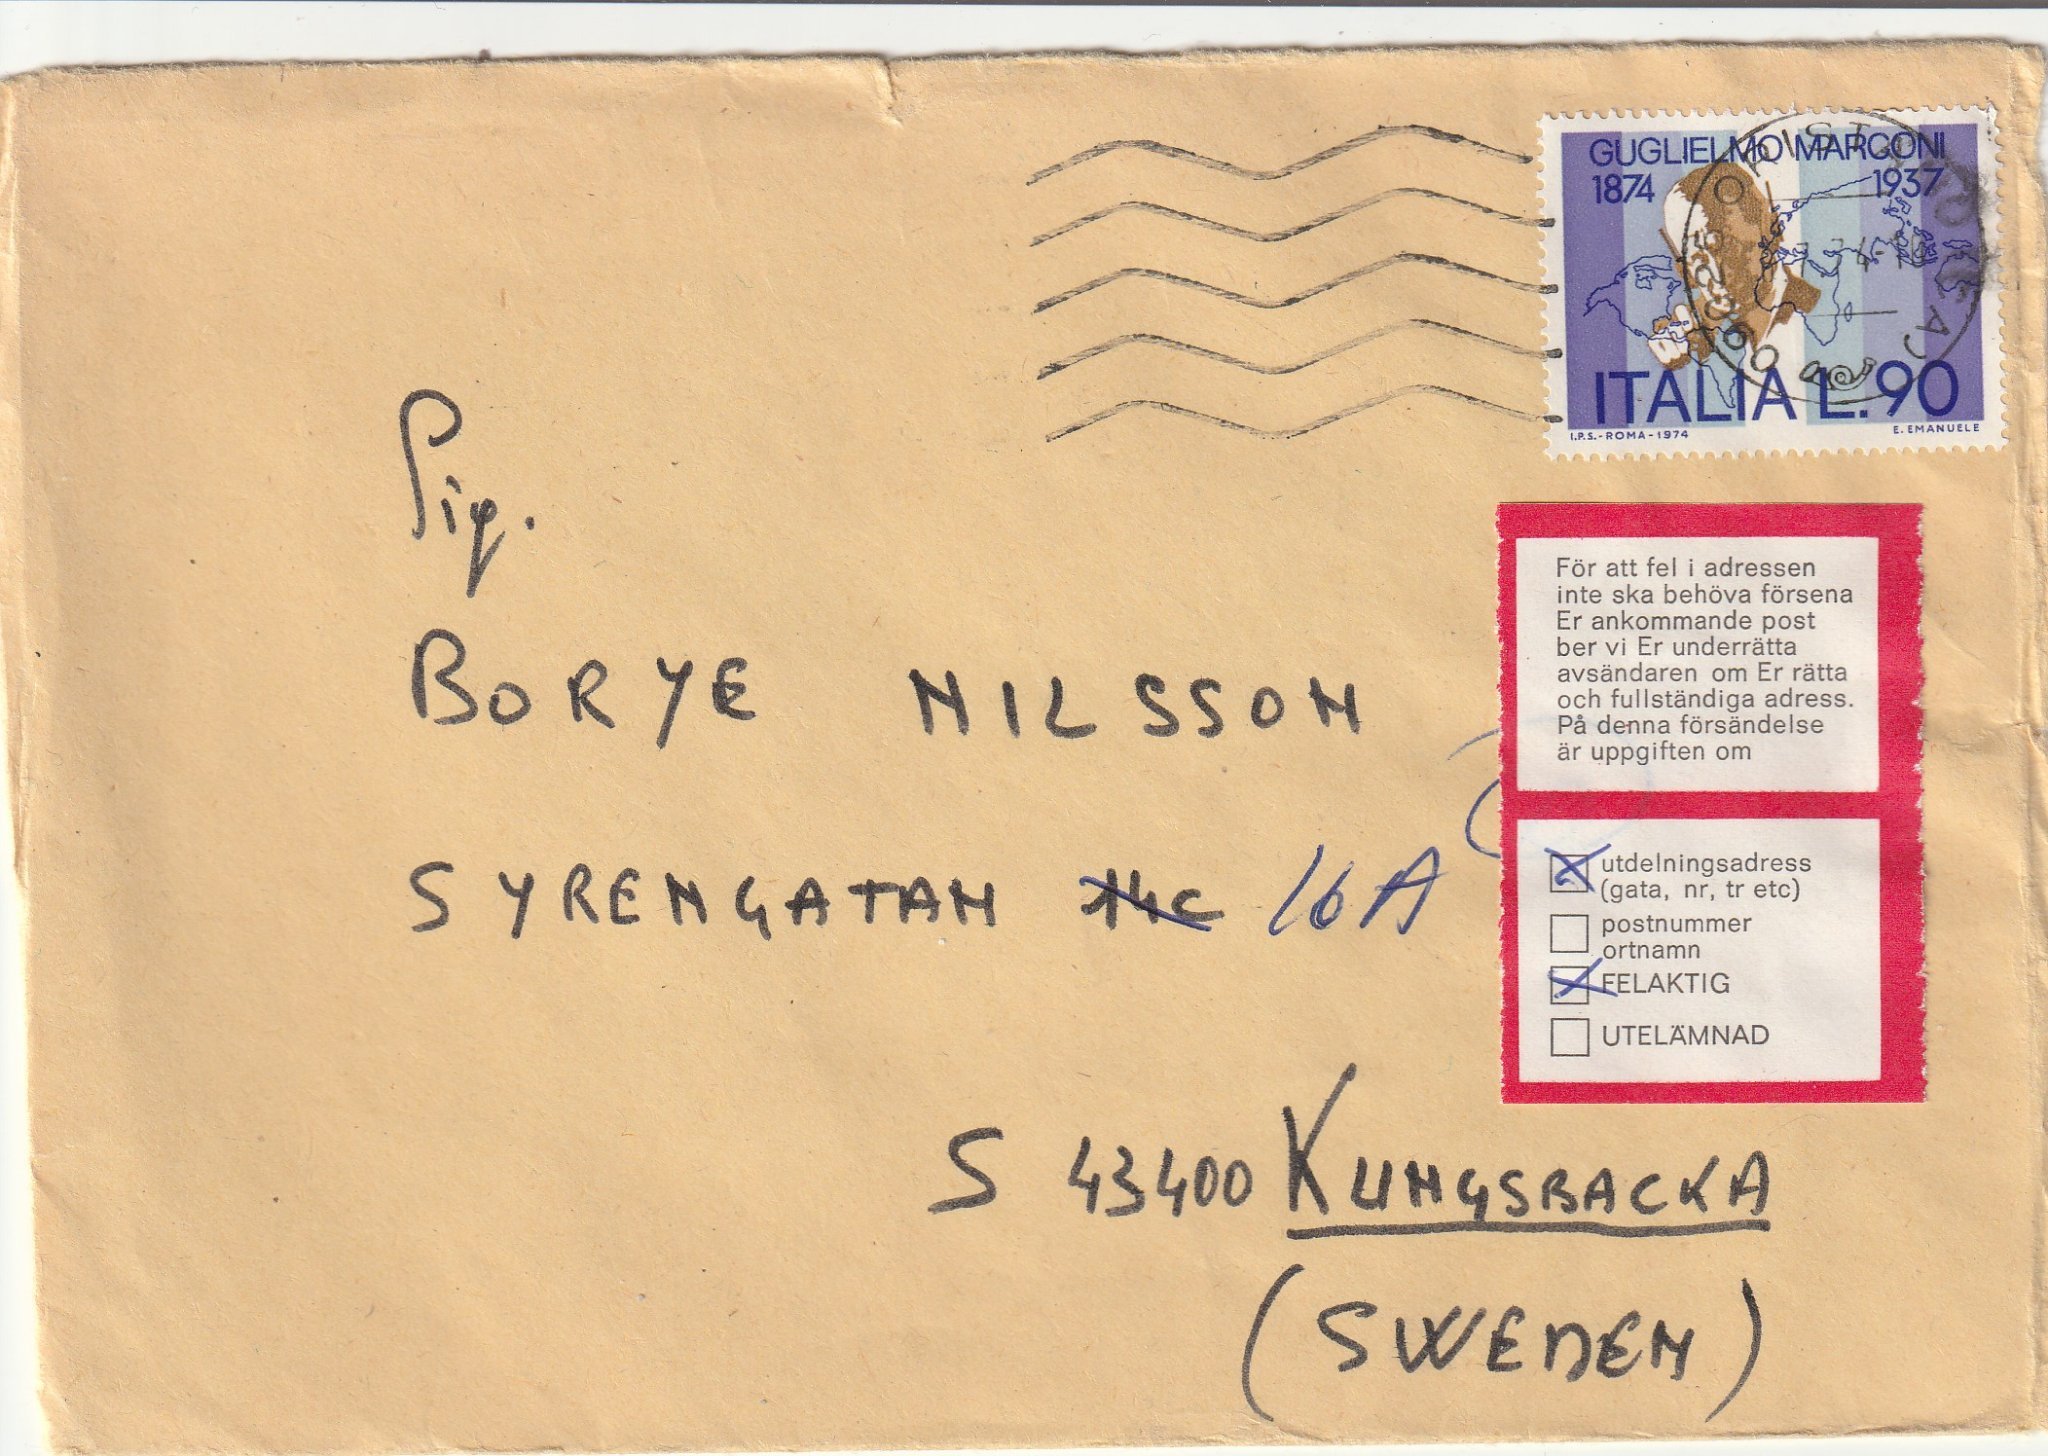 GUGLIELMO MARCONI
1874 1937
ITALIA L. 90
I.P.S.-ROMA-1974 E. EMANUELE
ORISTANO
09025
Sig.
BORYE NILSSON
SYRENGATAN 16A
S 43400 KUNGSBACKA
(SWEDEN)
För att fel i adressen
inte ska behöva försena
Er ankommande post
ber vi Er underrätta
avsändaren om Er rätta
och fullständiga adress.
På denna försändelse
är uppgiften om
utdelningsadress
(gata, nr, tr etc)
postnummer
ortnamn
FELAKTIG
UTELÄMNAD